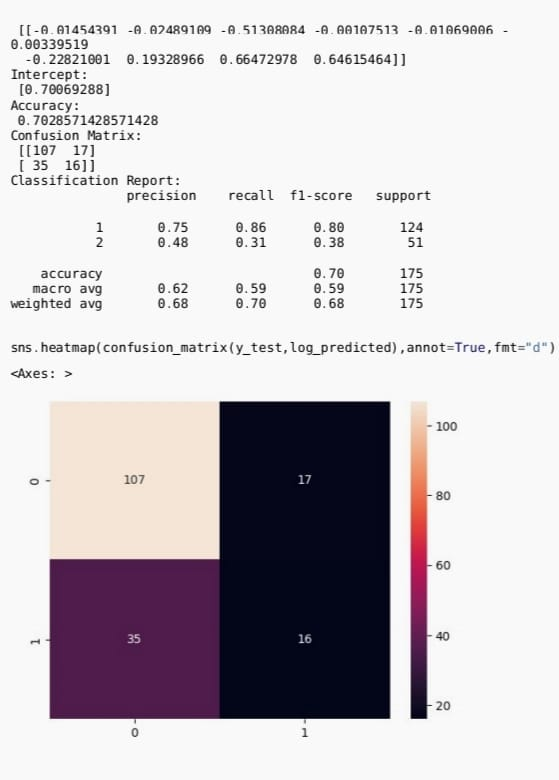 [[-0.01454391 -0.02489109 -0.51308084 -0.00107513 -0.01069006 -
0.00339519
-0.22821001 0.19328966 0.66472978 0.64615464]]
Intercept:
[0.70069288]
Accuracy:
0.7028571428571428
Confusion Matrix:
[[107 17]
[ 35 16]]
Classification Report:
precision recall f1-score support
1 0.75 0.86 0.80 124
2 0.48 0.31 0.38 51
accuracy 0.70 175
macro avg 0.62 0.59 0.59 175
weighted avg 0.68 0.70 0.68 175
sns.heatmap(confusion_matrix(y_test,log_predicted),annot=True,fmt="d")
<Axes: >
100
0 107 17
80
60
1 35 16
40
20
0 1